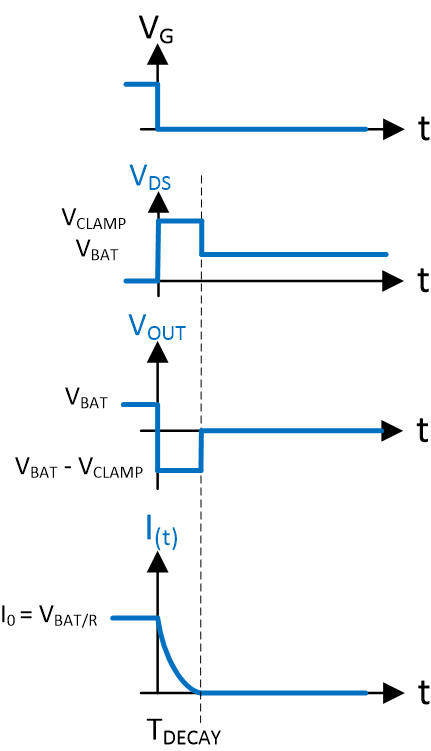 VG
t
VDS
VCLAMP
VBAT
t
VOUT
VBAT
t
VBAT - VCLAMP
I(t)
I0 = VBAT/R
t
TDECAY